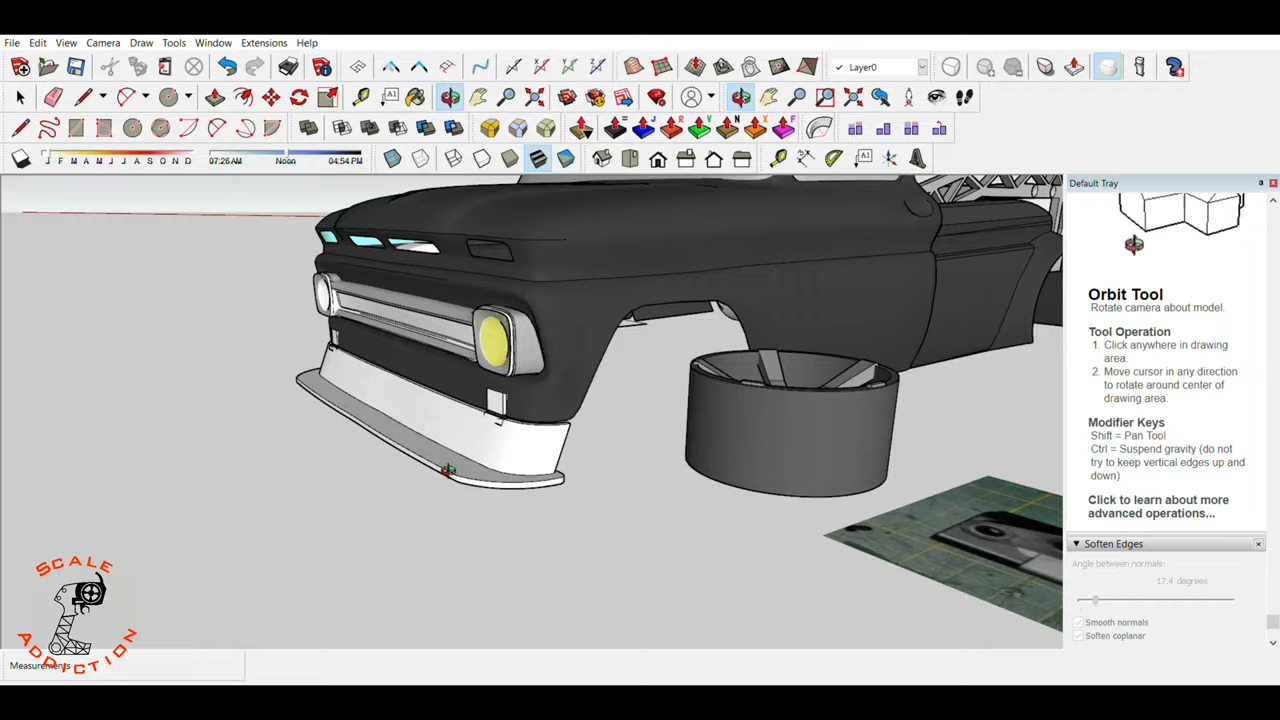 File Edit View Camera Draw Tools Window Extensions Help
Layer0
A1
J F M A M J J A S O N D 07:26 AM Noon 04:54 PM
A1
Default Tray
Orbit Tool
Rotate camera about model.
Tool Operation
1. Click anywhere in drawing
area.
2. Move cursor in any direction
to rotate around center of
drawing area.
Modifier Keys
Shift = Pan Tool
Ctrl = Suspend gravity (do not
try to keep vertical edges up and
down)
Click to learn about more
advanced operations...
Soften Edges
Angle between normals:
17.4 degrees
Smooth normals
Soften coplanar
SCALE
ADDICTION
Measurements